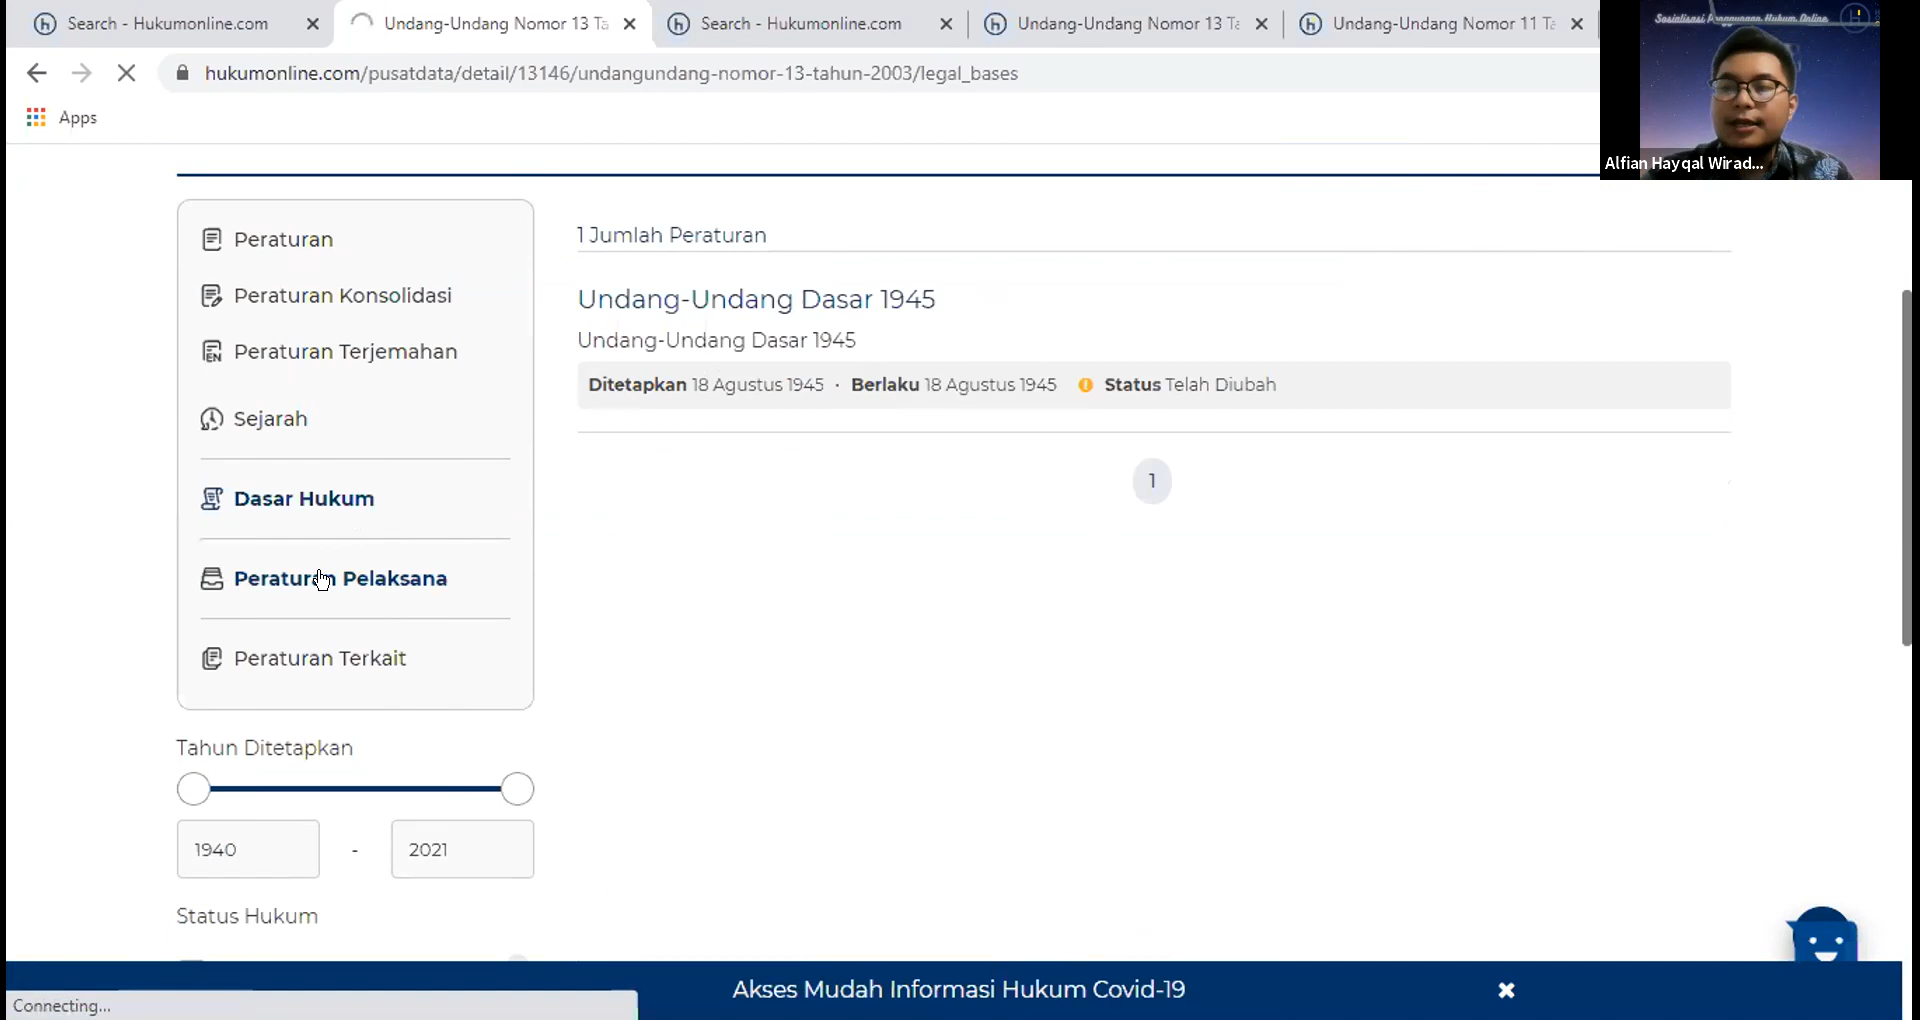 Search - Hukumonline.com
Undang-Undang Nomor 13 Ta
Search - Hukumonline.com
Undang-Undang Nomor 13 Ta
Undang-Undang Nomor 11 Ta
hukumonline.com/pusatdata/detail/13146/undangundang-nomor-13-tahun-2003/legal_bases
Apps
Sosialisasi Penggunaan Hukum Online
Alfian Hayqal Wirad...
Peraturan
Peraturan Konsolidasi
Peraturan Terjemahan
Sejarah
Dasar Hukum
Peraturan Pelaksana
Peraturan Terkait
Tahun Ditetapkan
1940 - 2021
Status Hukum
1 Jumlah Peraturan
Undang-Undang Dasar 1945
Undang-Undang Dasar 1945
Ditetapkan 18 Agustus 1945 · Berlaku 18 Agustus 1945 Status Telah Diubah
1
Akses Mudah Informasi Hukum Covid-19
Connecting...